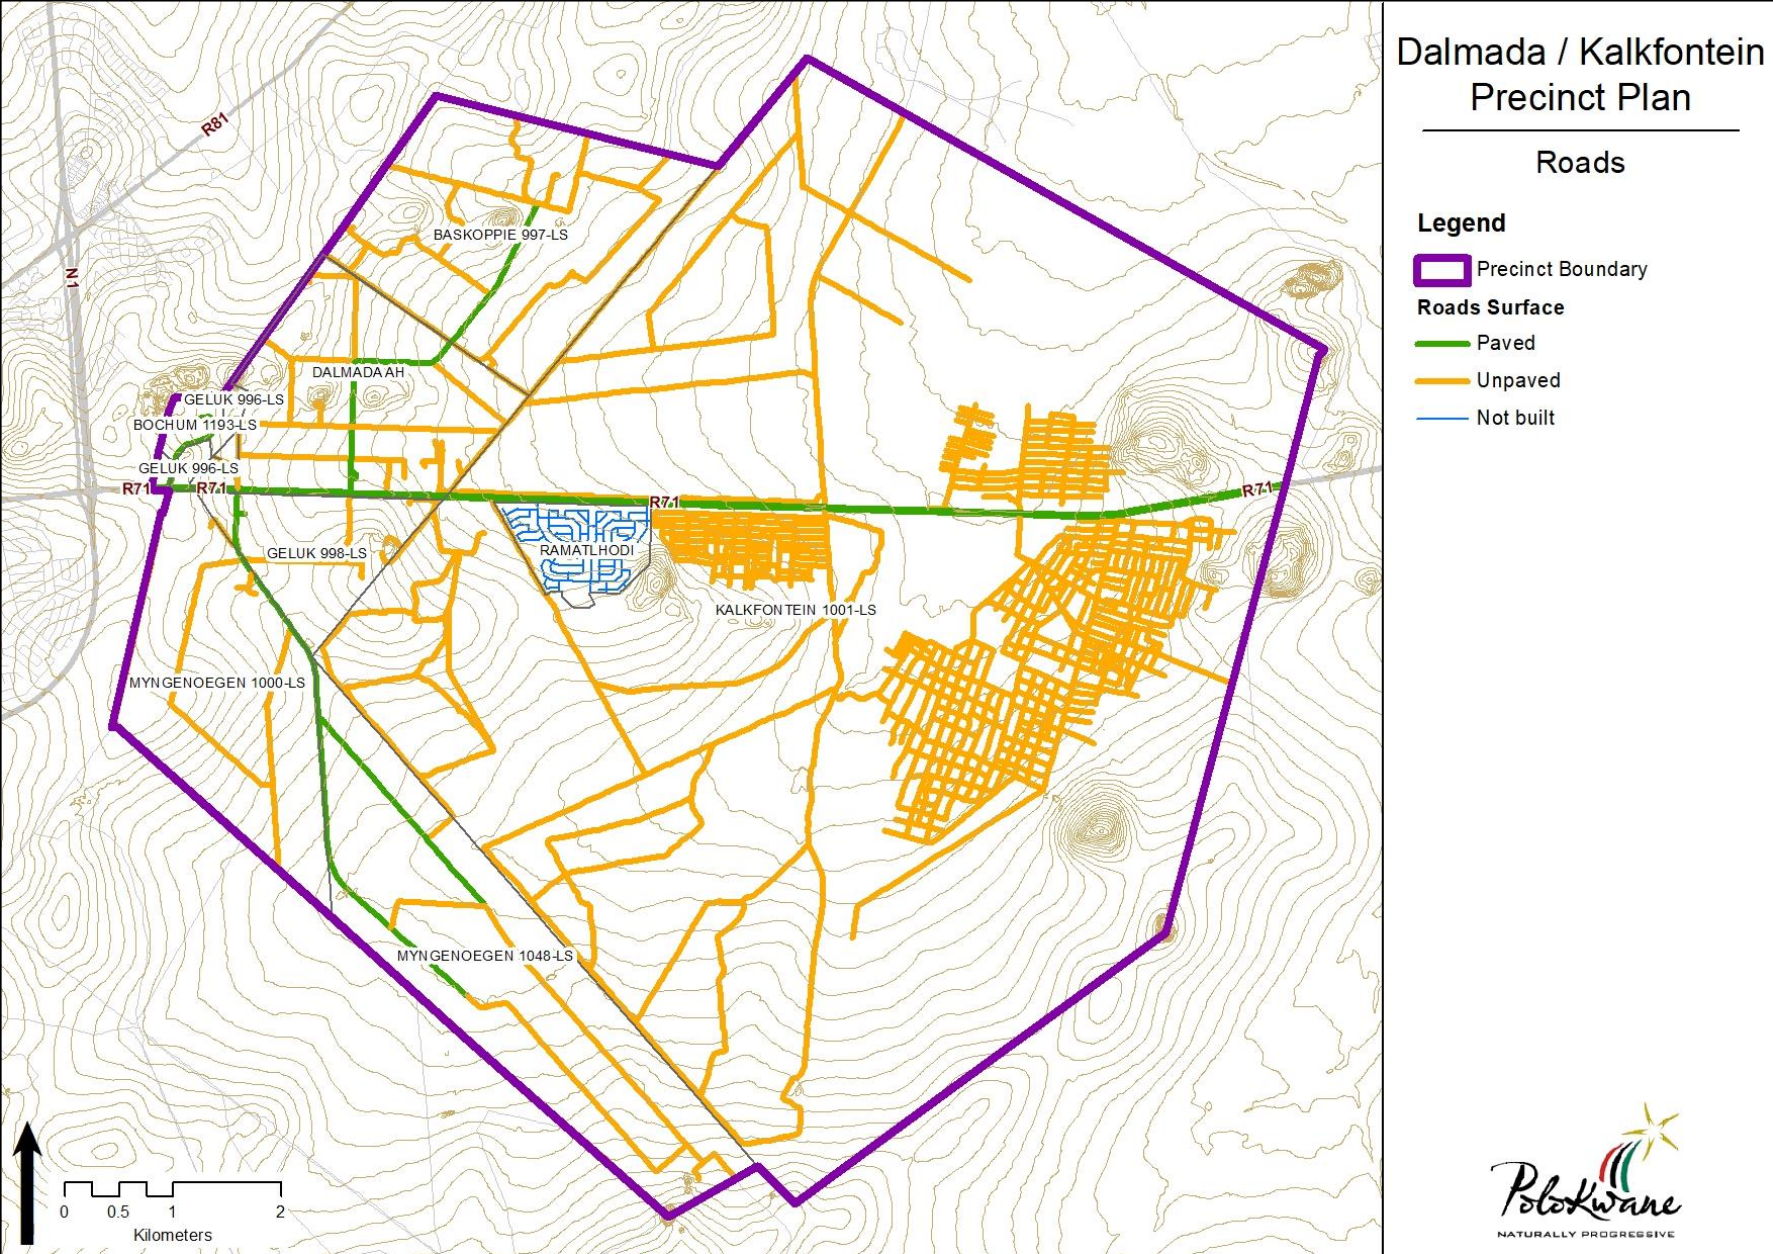 Dalmada / Kalkfontein
Precinct Plan
Roads
Legend
Precinct Boundary
Roads Surface
Paved
Unpaved
Not built
R81
N1
BASKOPPIE 997-LS
DALMADA AH
GELUK 996-LS
BOCHUM 1193-LS
GELUK 996-LS
R71
R71
R71
R71
GELUK 998-LS
RAMATLHODI
KALKFONTEIN 1001-LS
MYNGENOEGEN 1000-LS
MYNGENOEGEN 1048-LS
0 0.5 1 2
Kilometers
PoloKwane
NATURALLY PROGRESSIVE